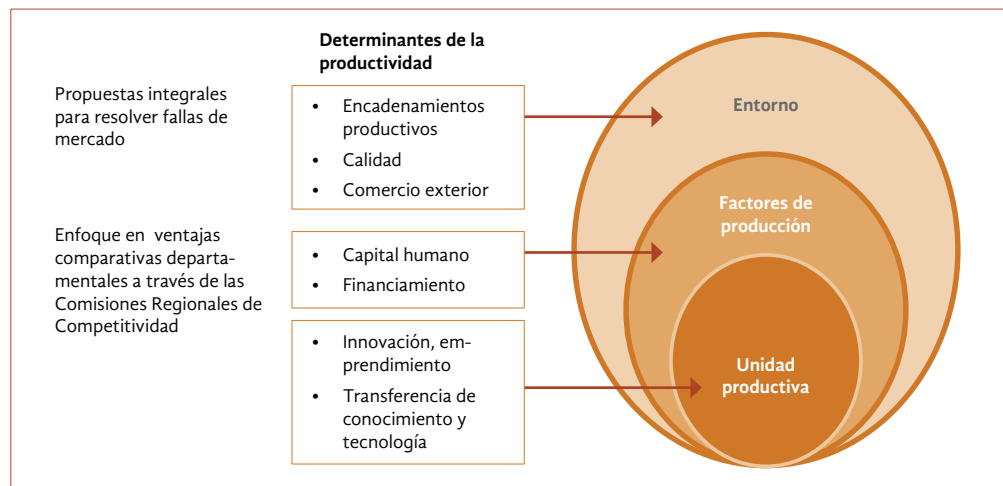 Determinantes de la
productividad
Propuestas integrales
para resolver fallas de
mercado
• Encadenamientos
productivos
• Calidad
• Comercio exterior
Enfoque en ventajas
comparativas departa-
mentales a través de las
Comisiones Regionales de
Competitividad
• Capital humano
• Financiamiento
• Innovación, em-
prendimiento
• Transferencia de
conocimiento y
tecnología
Entorno
Factores de
producción
Unidad
productiva